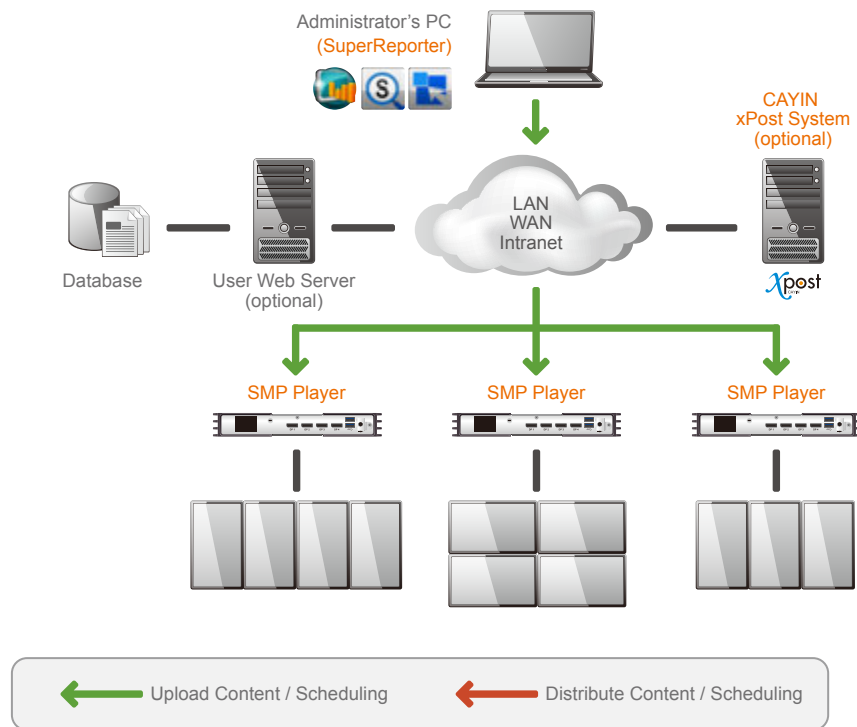 Administrator's PC
(SuperReporter)
S
CAYIN
xPost System
(optional)
LAN
WAN
Intranet
Database
User Web Server
(optional)
Xpost
SMP Player
SMP Player
SMP Player
Upload Content / Scheduling
Distribute Content / Scheduling